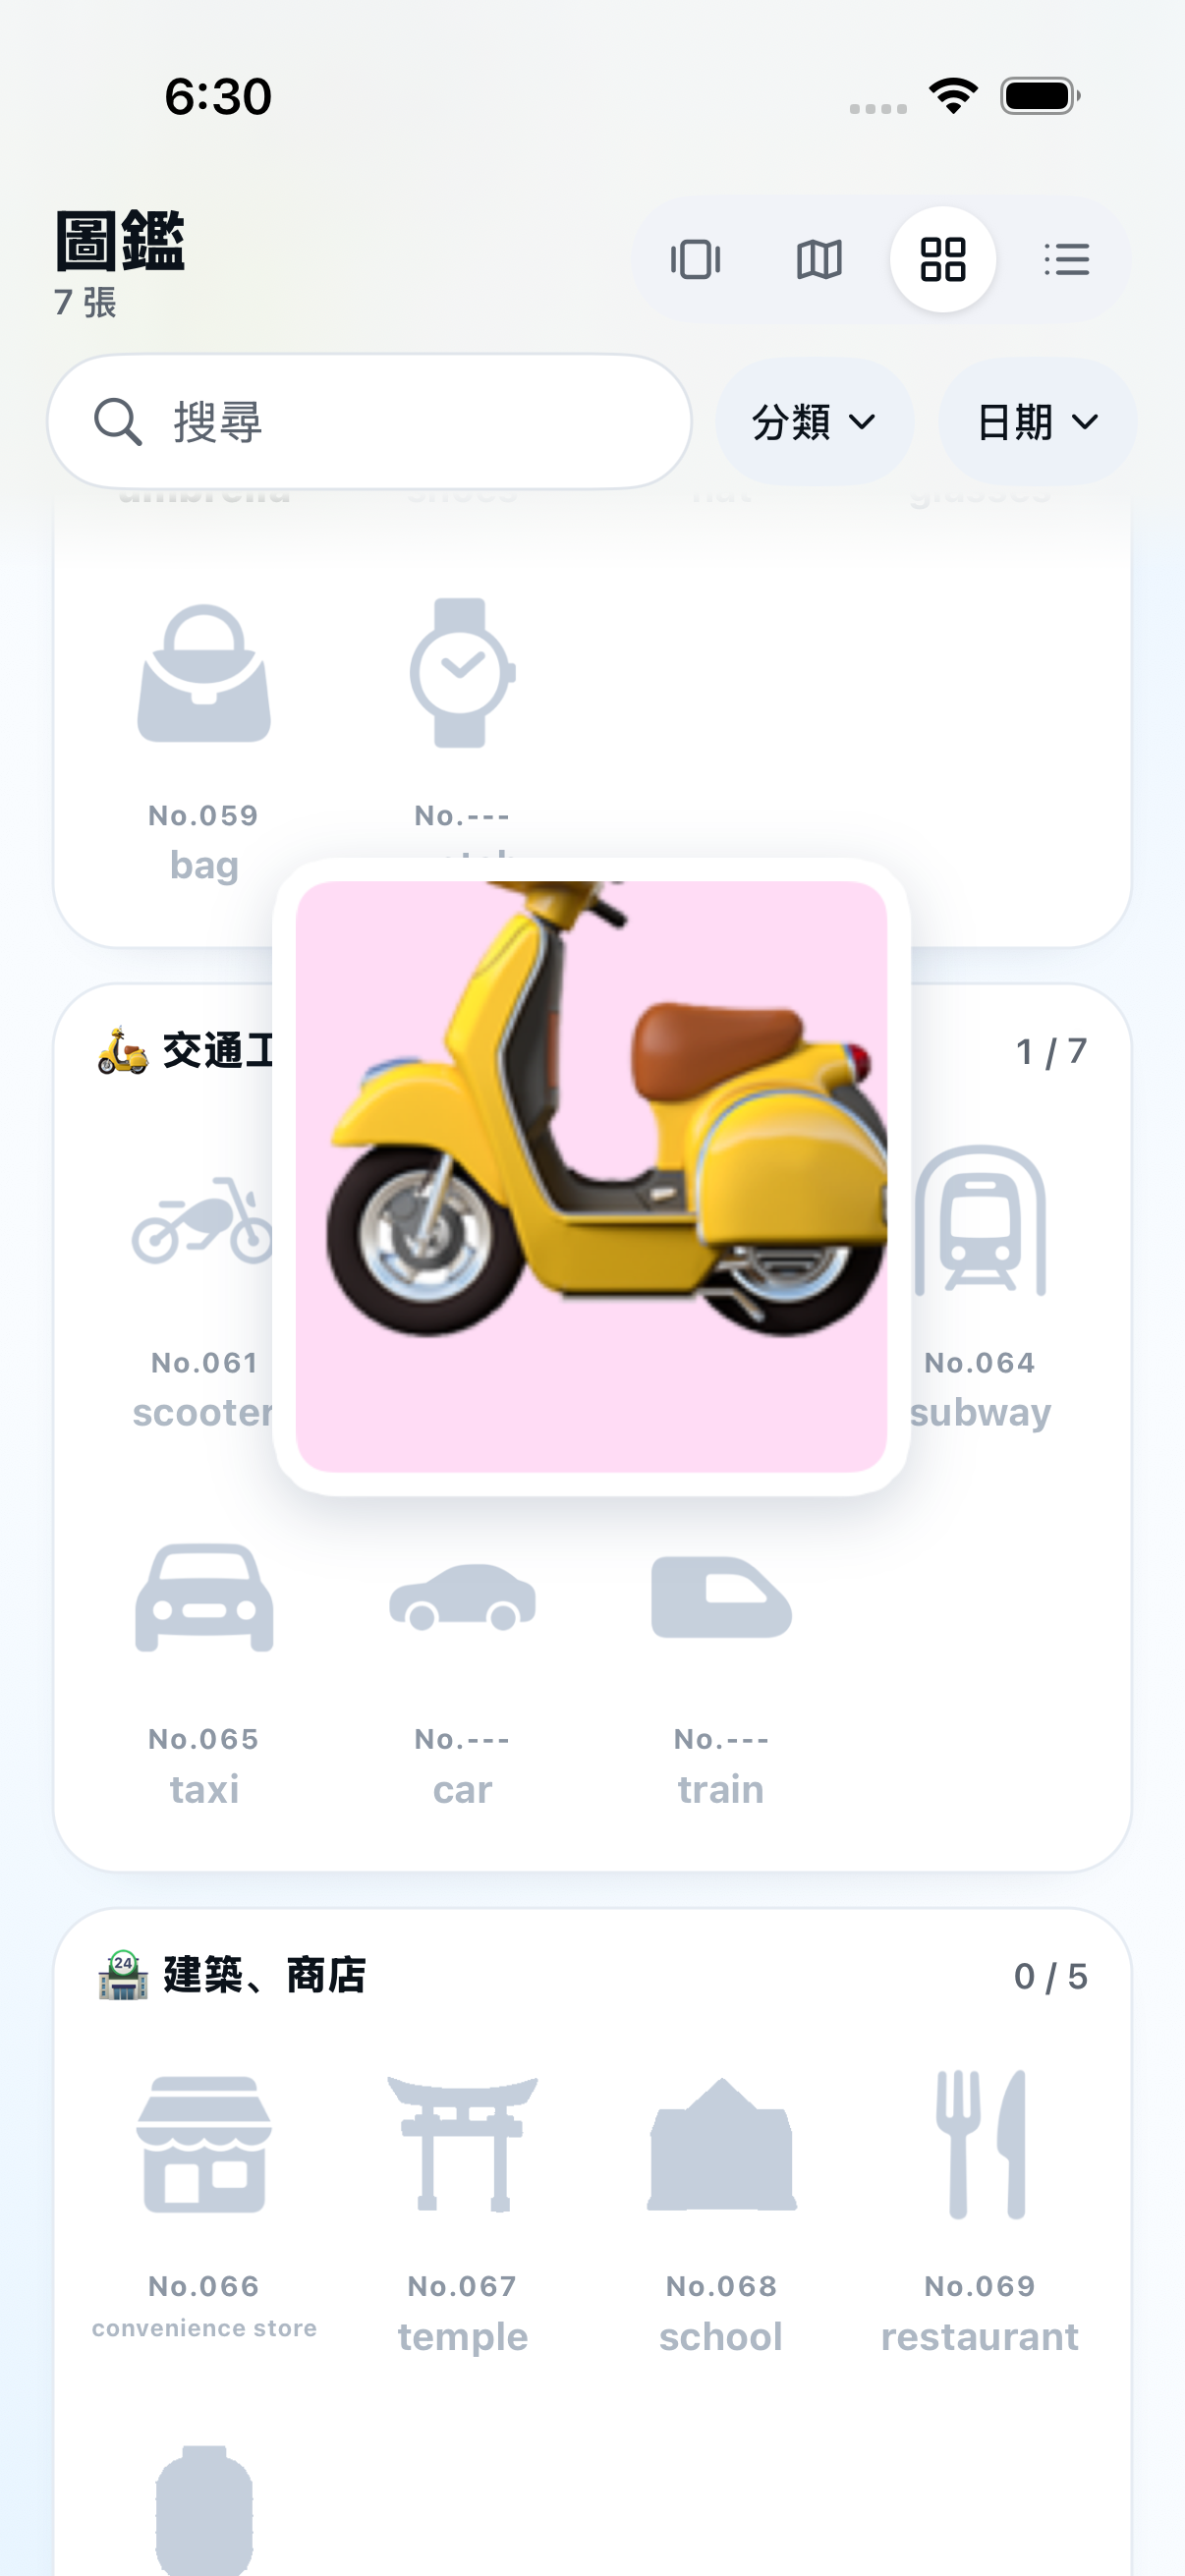 6:30
圖鑑
7 張
搜尋
分類
日期
No.059
No.---
bag
交通工
1 / 7
No.061
No.064
scooter
subway
No.065
No.---
No.---
taxi
car
train
24
建築、商店
0 / 5
No.066
No.067
No.068
No.069
convenience store
temple
school
restaurant